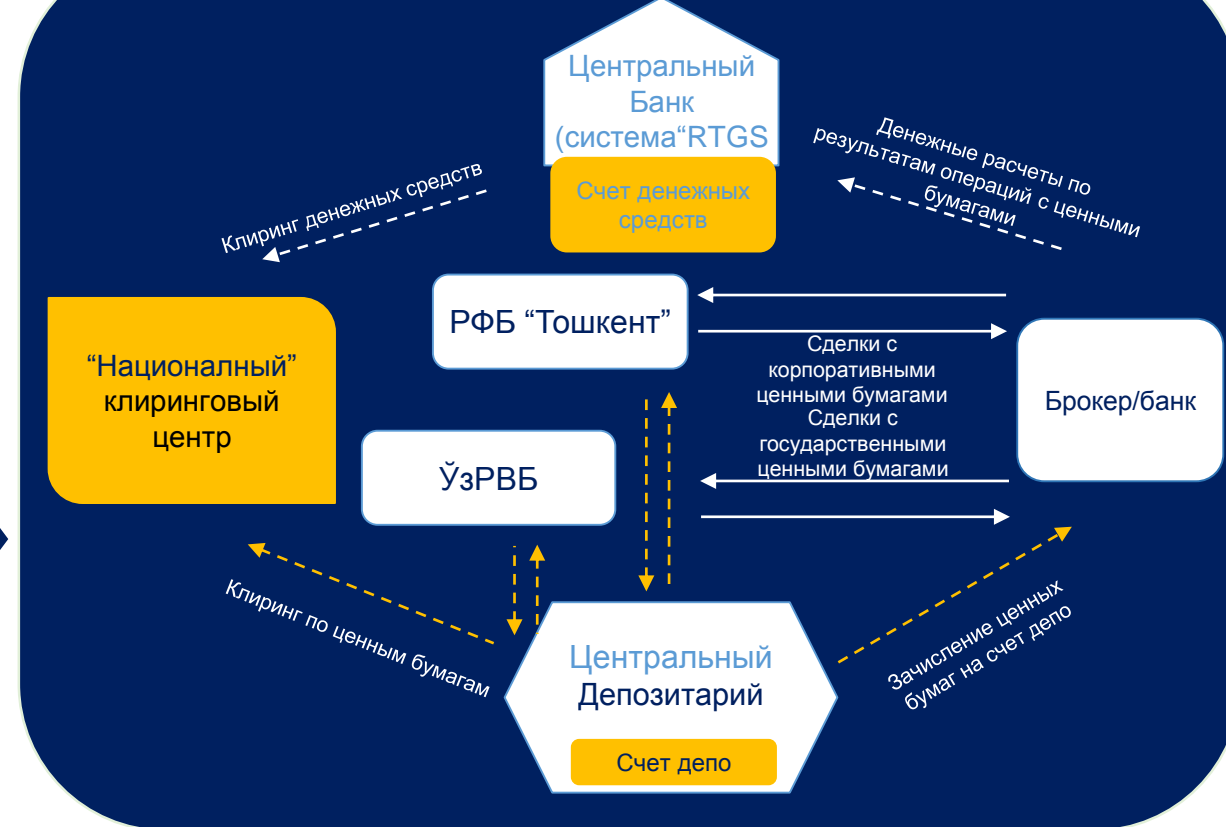 Центральный
Банк
(система“RTGS
Счет денежных
средств
Клиринг денежных средств
Денежные расчеты по
результатам операций с ценными
бумагами
РФБ “Тошкент”
“Националный”
клиринговый
центр
Сделки с
корпоративными
ценными бумагами
Сделки с
государственными
ценными бумагами
Брокер/банк
ЎзРВБ
Клиринг по ценным бумагам
Зачисление ценных
бумаг на счет депо
Центральный
Депозитарий
Счет депо